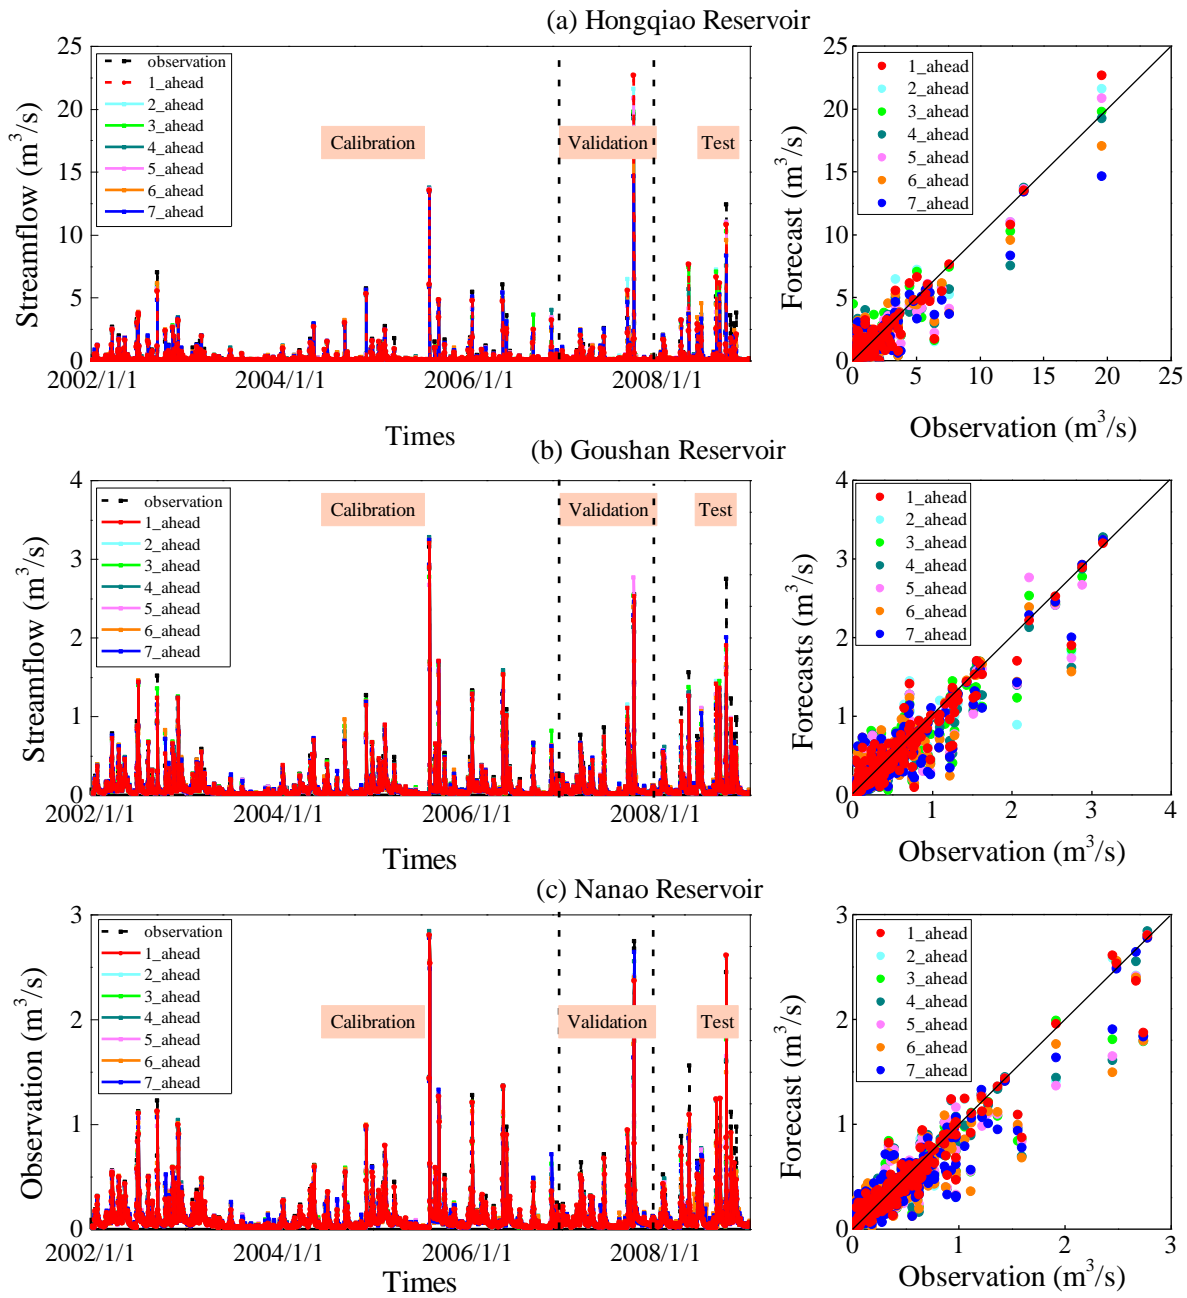 (a) Hongqiao Reservoir
Streamflow (m³/s)
25
20
15
10
5
0
observation
1_ahead
2_ahead
3_ahead
4_ahead
5_ahead
6_ahead
7_ahead
Calibration
Validation
Test
2002/1/1
2004/1/1
2006/1/1
2008/1/1
Times
Forecast (m³/s)
25
20
15
10
5
0
1_ahead
2_ahead
3_ahead
4_ahead
5_ahead
6_ahead
7_ahead
0 5 10 15 20 25
Observation (m³/s)
(b) Goushan Reservoir
Streamflow (m³/s)
4
3
2
1
0
observation
1_ahead
2_ahead
3_ahead
4_ahead
5_ahead
6_ahead
7_ahead
Calibration
Validation
Test
2002/1/1
2004/1/1
2006/1/1
2008/1/1
Times
Forecasts (m³/s)
4
3
2
1
0
1_ahead
2_ahead
3_ahead
4_ahead
5_ahead
6_ahead
7_ahead
0 1 2 3 4
Observation (m³/s)
(c) Nanao Reservoir
Observation (m³/s)
3
2
1
0
observation
1_ahead
2_ahead
3_ahead
4_ahead
5_ahead
6_ahead
7_ahead
Calibration
Validation
Test
2002/1/1
2004/1/1
2006/1/1
2008/1/1
Times
Forecast (m³/s)
3
2
1
0
1_ahead
2_ahead
3_ahead
4_ahead
5_ahead
6_ahead
7_ahead
0 1 2 3
Observation (m³/s)